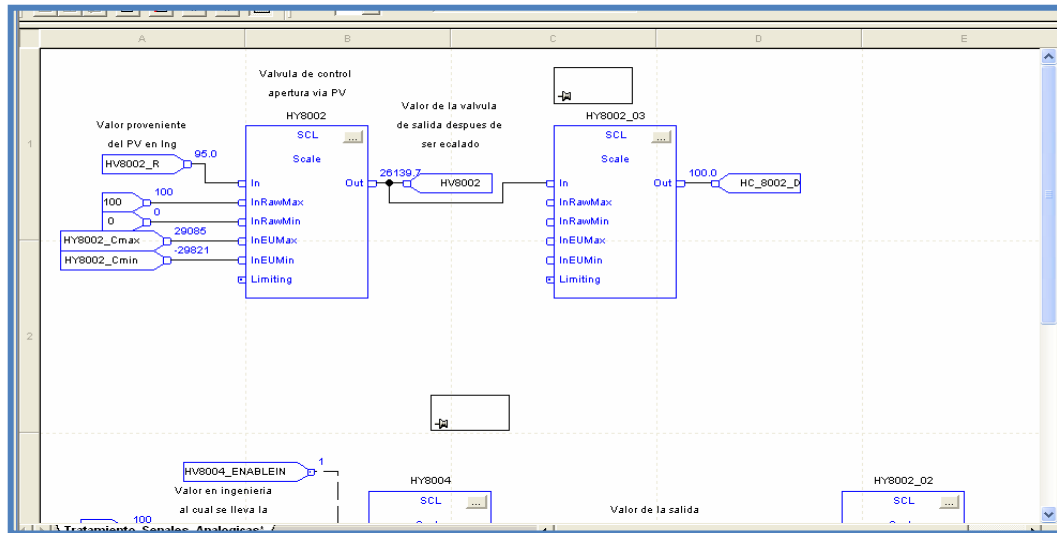 A B C D E
1
Valvula de control
apertura via PV
HY8002
SCL
...
Scale
In Out
InRawMax
InRawMin
InEUMax
InEUMin
Limiting
Valor proveniente
del PV en Ing
HV8002_R 95.0
100 100
0 0
HY8002_Cmax 29085
HY8002_Cmin -29821
Valor de la valvula
de salida despues de
ser ecalado
26139.7 HV8002
HY8002_03
SCL
...
Scale
In Out
InRawMax
InRawMin
InEUMax
InEUMin
Limiting
100.0 HC_8002_D
2
HV8004_ENABLEIN 1
Valor en ingenieria
al cual se lleva la
100
HY8004
SCL
...
Valor de la salida
HY8002_02
SCL
...
Tratamiento_Senales_Analogicas*